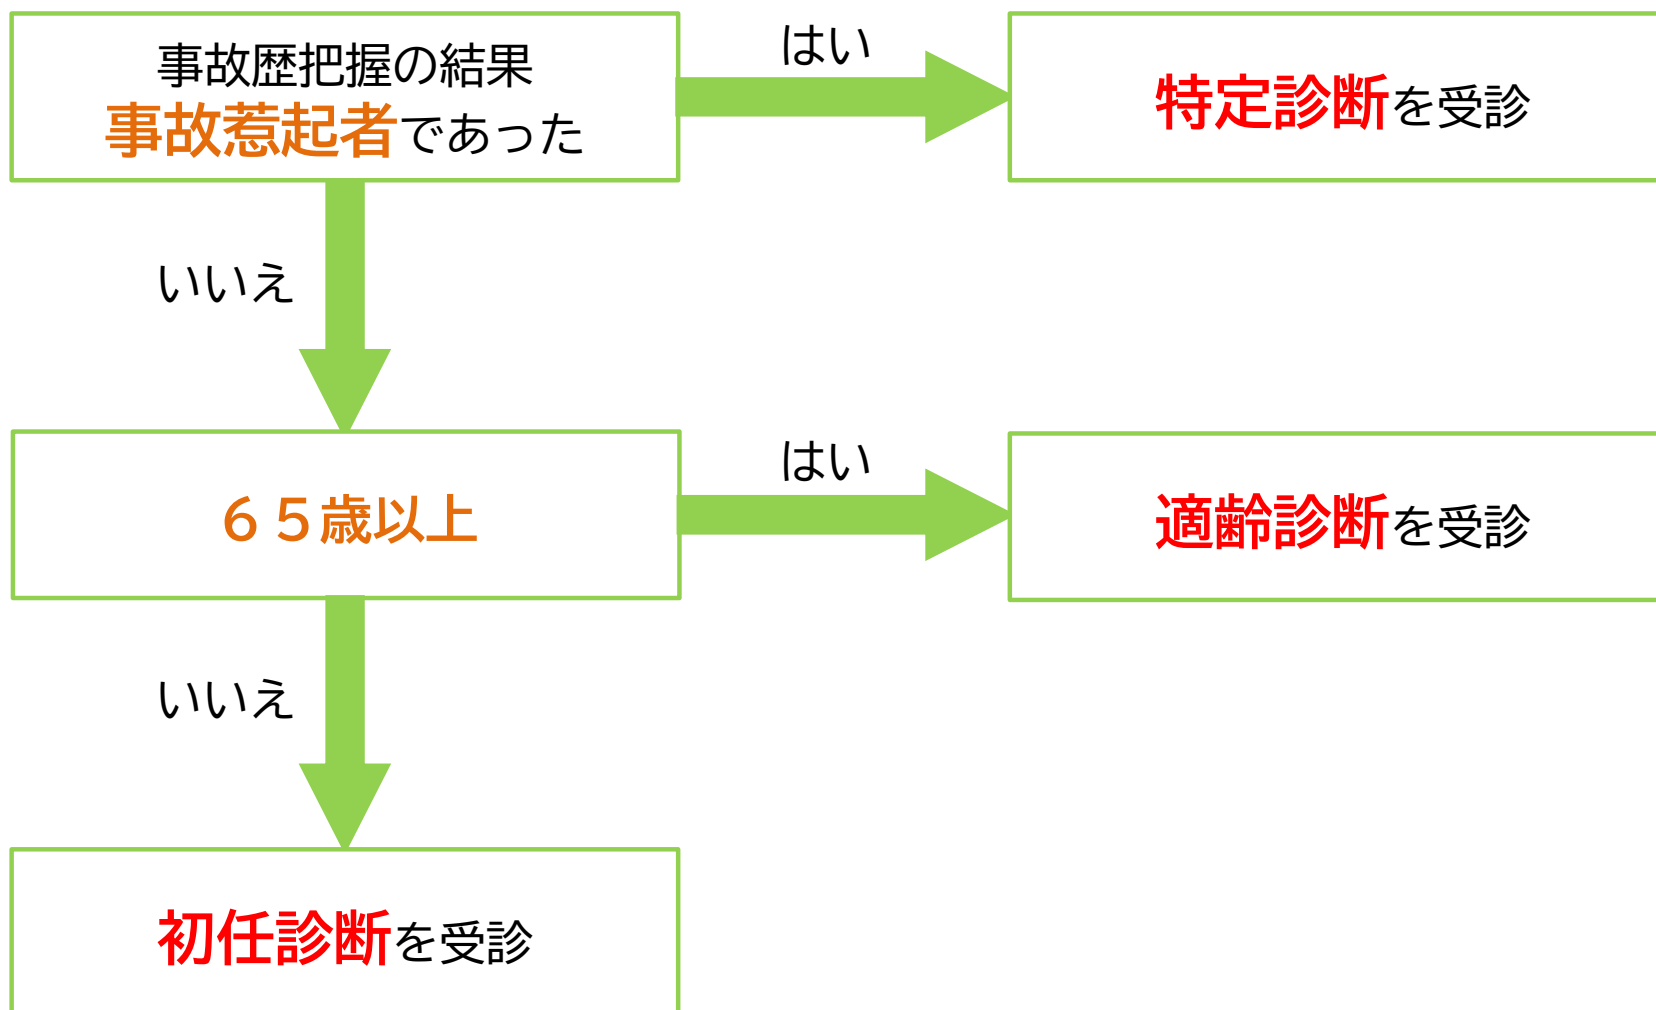 事故歴把握の結果
事故惹起者であった
はい
特定診断を受診
いいえ
６５歳以上
はい
適齢診断を受診
いいえ
初任診断を受診